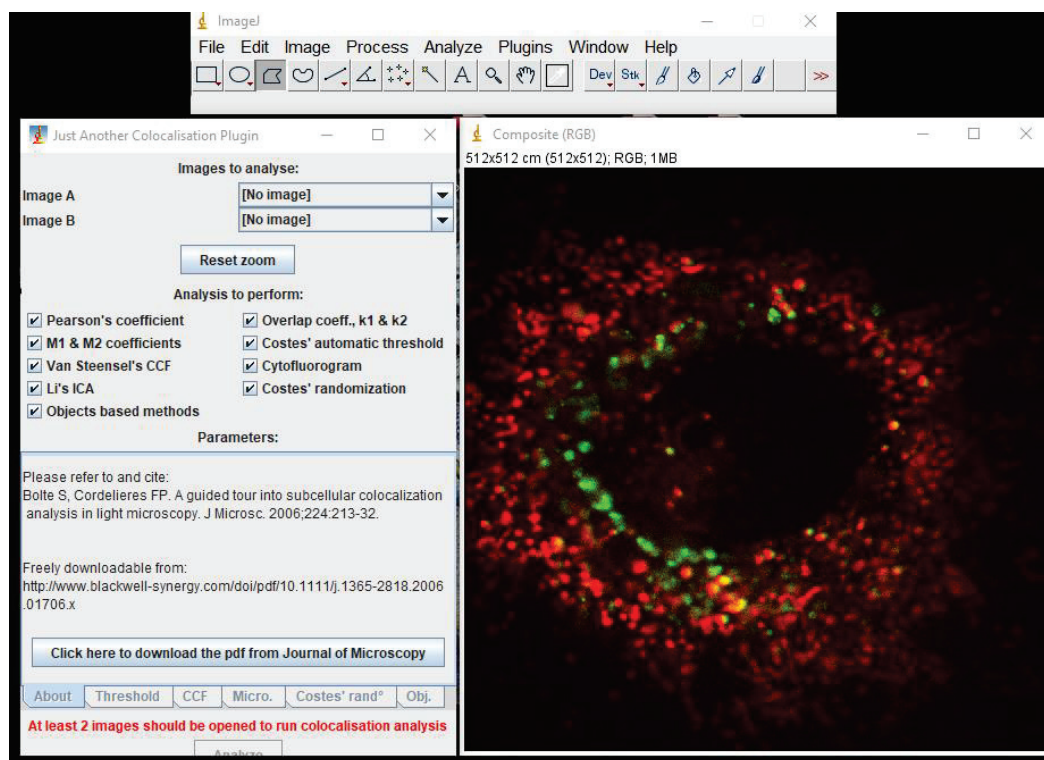 ImageJ
File Edit Image Process Analyze Plugins Window Help
A Dev Stk >>
Just Another Colocalisation Plugin
Images to analyse:
Image A [No image]
Image B [No image]
Reset zoom
Analysis to perform:
Pearson's coefficient Overlap coeff., k1 & k2
M1 & M2 coefficients Costes' automatic threshold
Van Steensel's CCF Cytofluorogram
Li's ICA Costes' randomization
Objects based methods
Parameters:
Please refer to and cite:
Bolte S, Cordelieres FP. A guided tour into subcellular colocalization
analysis in light microscopy. J Microsc. 2006;224:213-32.
Freely downloadable from:
http://www.blackwell-synergy.com/doi/pdf/10.1111/j.1365-2818.2006
.01706.x
Click here to download the pdf from Journal of Microscopy
About Threshold CCF Micro. Costes' rand° Obj.
At least 2 images should be opened to run colocalisation analysis
Analyze
Composite (RGB)
512x512 cm (512x512); RGB; 1MB